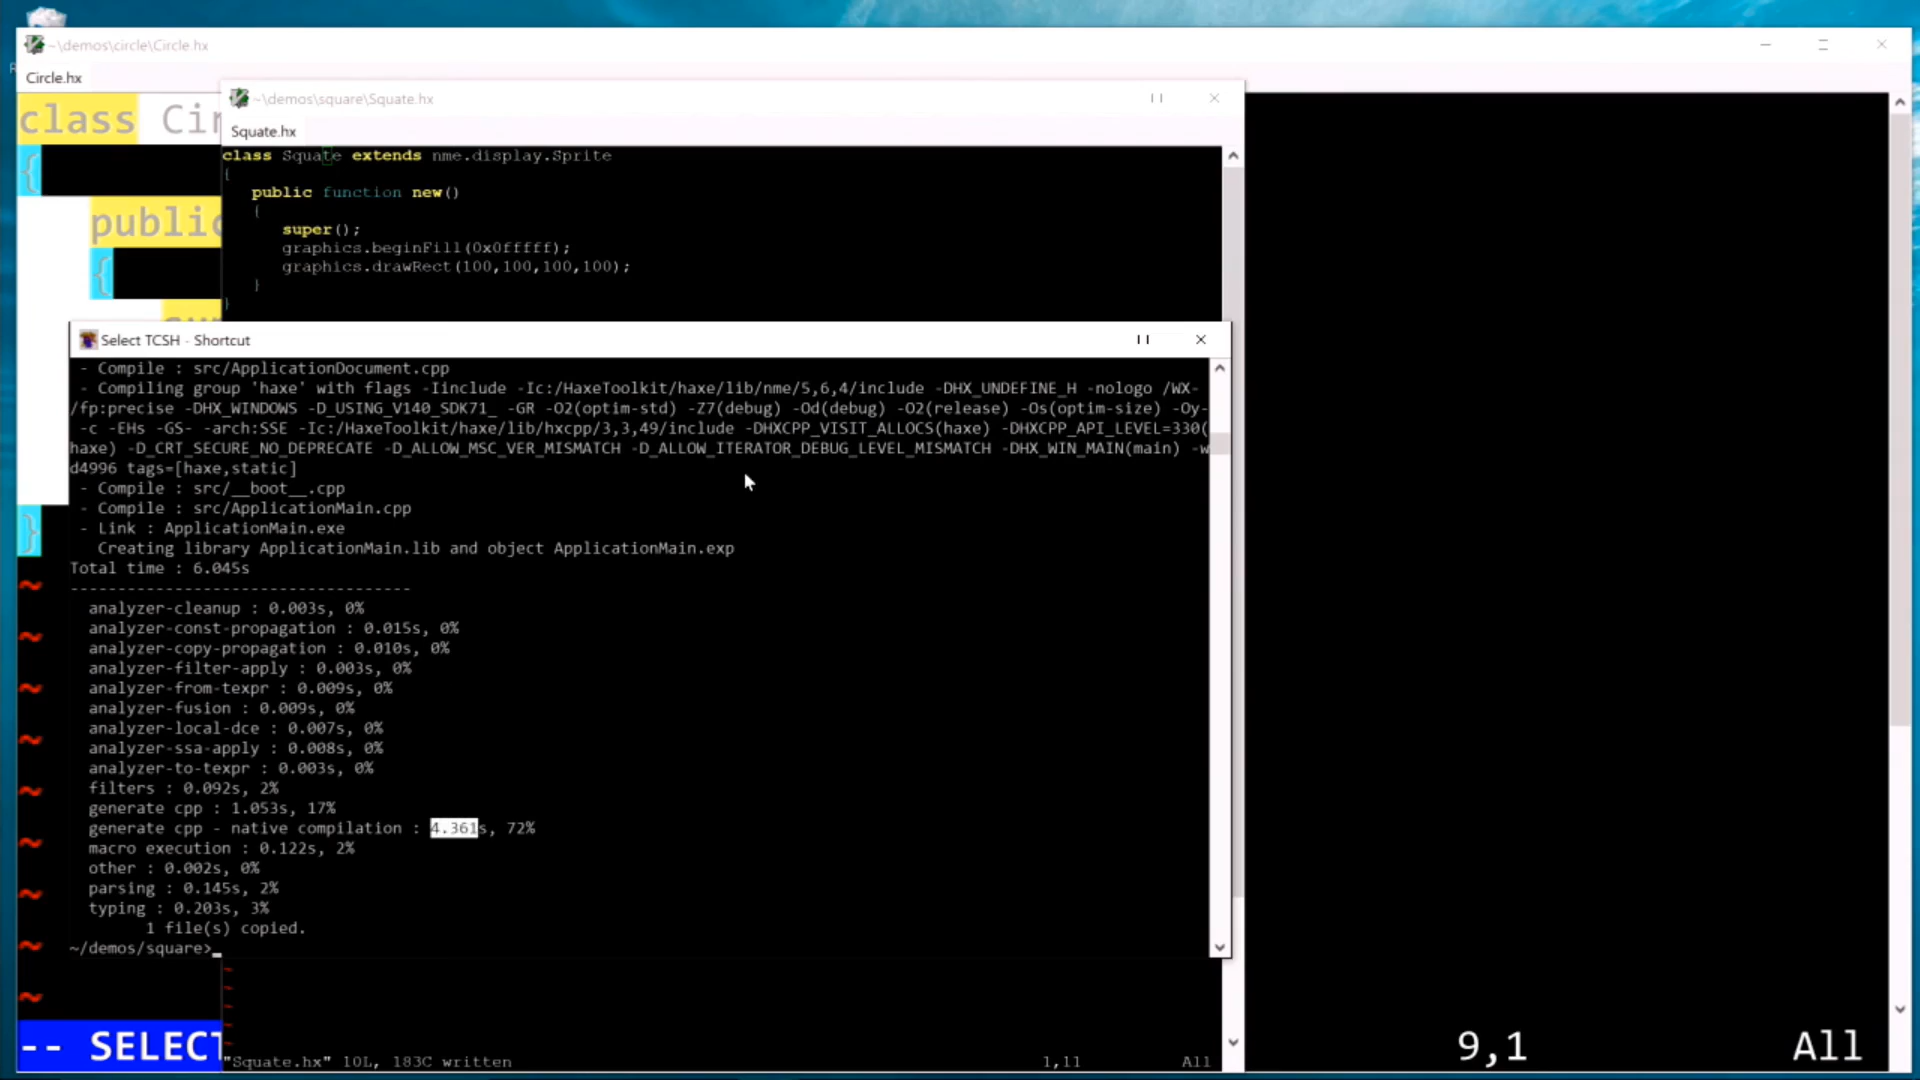 ~\demos\circle\Circle.hx
Circle.hx
class Cir
{
public
{
}
~
~
~
~
~
~
~
~
~
-- SELECT
9,1
All
~\demos\square\Squate.hx
Squate.hx
class Squate extends nme.display.Sprite
{
public function new()
{
super();
graphics.beginFill(0x0fffff);
graphics.drawRect(100,100,100,100);
}
}
Select TCSH - Shortcut
- Compile : src/ApplicationDocument.cpp
- Compiling group 'haxe' with flags -Iinclude -Ic:/HaxeToolkit/haxe/lib/nme/5,6,4/include -DHX_UNDEFINE_H -nologo /WX-
/fp:precise -DHX_WINDOWS -D_USING_V140_SDK71_ -GR -O2(optim-std) -Z7(debug) -Od(debug) -O2(release) -Os(optim-size) -Oy-
-c -EHs -GS- -arch:SSE -Ic:/HaxeToolkit/haxe/lib/hxcpp/3,3,49/include -DHXCPP_VISIT_ALLOCS(haxe) -DHXCPP_API_LEVEL=330(
haxe) -D_CRT_SECURE_NO_DEPRECATE -D_ALLOW_MSC_VER_MISMATCH -D_ALLOW_ITERATOR_DEBUG_LEVEL_MISMATCH -DHX_WIN_MAIN(main) -w
d4996 tags=[haxe,static]
- Compile : src/__boot__.cpp
- Compile : src/ApplicationMain.cpp
- Link : ApplicationMain.exe
Creating library ApplicationMain.lib and object ApplicationMain.exp
Total time : 6.045s
------------------------------------
analyzer-cleanup : 0.003s, 0%
analyzer-const-propagation : 0.015s, 0%
analyzer-copy-propagation : 0.010s, 0%
analyzer-filter-apply : 0.003s, 0%
analyzer-from-texpr : 0.009s, 0%
analyzer-fusion : 0.009s, 0%
analyzer-local-dce : 0.007s, 0%
analyzer-ssa-apply : 0.008s, 0%
analyzer-to-texpr : 0.003s, 0%
filters : 0.092s, 2%
generate cpp : 1.053s, 17%
generate cpp - native compilation : 4.361s, 72%
macro execution : 0.122s, 2%
other : 0.002s, 0%
parsing : 0.145s, 2%
typing : 0.203s, 3%
1 file(s) copied.
~/demos/square>
~
~
~
~
"Squate.hx" 10L, 183C written
1,11
All